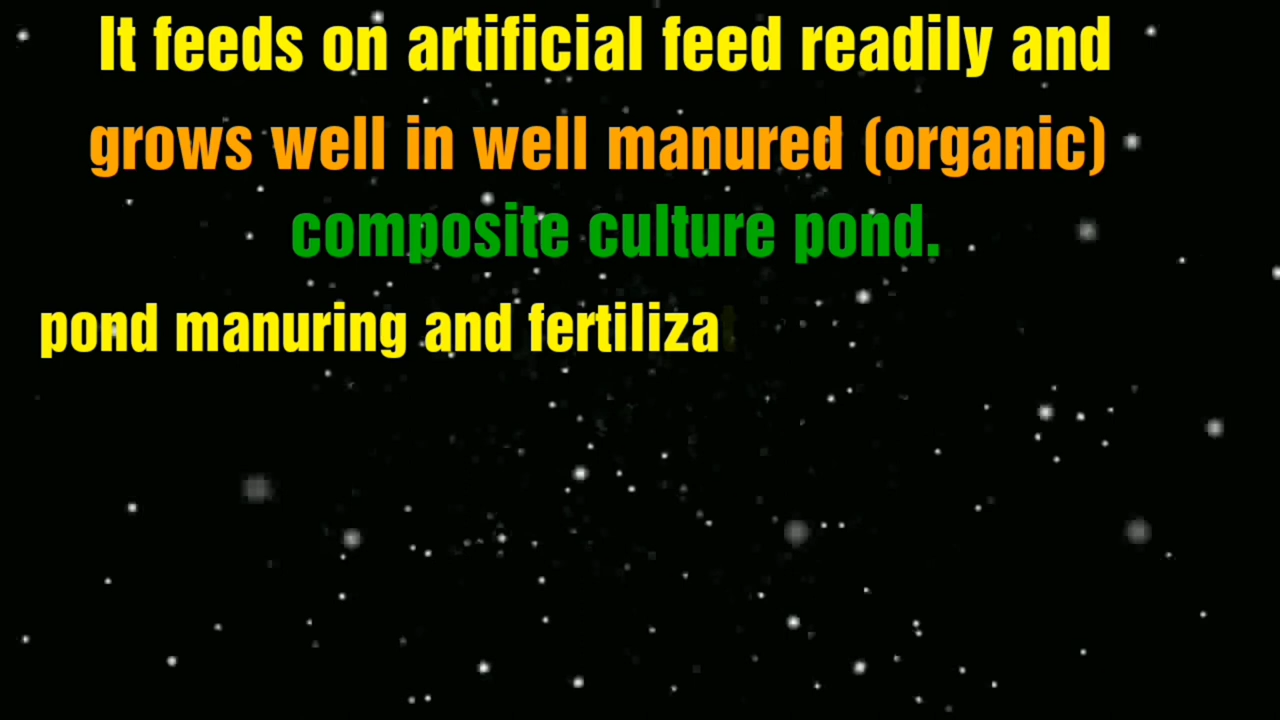 It feeds on artificial feed readily and
grows well in well manured (organic)
composite culture pond.
pond manuring and fertiliza